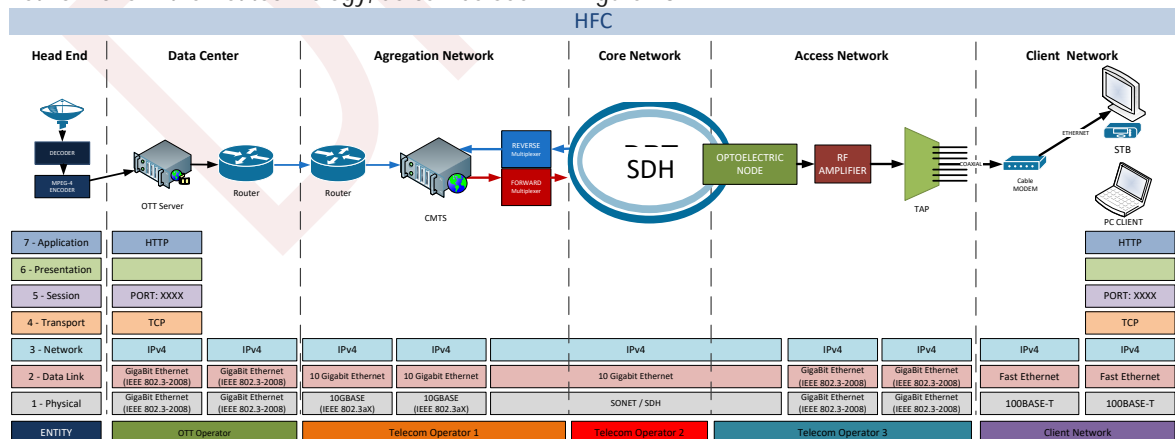 HFC
Head End
Data Center
Agregation Network
Core Network
Access Network
Client Network
DECODER
MPEG-4
ENCODER
OTT Server
Router
Router
CMTS
REVERSE
Multiplexer
FORWARD
Multiplexer
SDH
OPTOELECTRIC
NODE
RF
AMPLIFIER
TAP
COAXIAL
Cable
MODEM
ETHERNET
STB
PC CLIENT
7 - Application
HTTP
HTTP
6 - Presentation
5 - Session
PORT: XXXX
PORT: XXXX
4 - Transport
TCP
TCP
3 - Network
IPv4
IPv4
IPv4
IPv4
IPv4
IPv4
IPv4
IPv4
IPv4
2 - Data Link
GigaBit Ethernet
(IEEE 802.3-2008)
GigaBit Ethernet
(IEEE 802.3-2008)
10 Gigabit Ethernet
10 Gigabit Ethernet
10 Gigabit Ethernet
GigaBit Ethernet
(IEEE 802.3-2008)
GigaBit Ethernet
(IEEE 802.3-2008)
Fast Ethernet
Fast Ethernet
1 - Physical
GigaBit Ethernet
(IEEE 802.3-2008)
GigaBit Ethernet
(IEEE 802.3-2008)
10GBASE
(IEEE 802.3aX)
10GBASE
(IEEE 802.3aX)
SONET / SDH
GigaBit Ethernet
(IEEE 802.3-2008)
GigaBit Ethernet
(IEEE 802.3-2008)
100BASE-T
100BASE-T
ENTITY
OTT Operator
Telecom Operator 1
Telecom Operator 2
Telecom Operator 3
Client Network